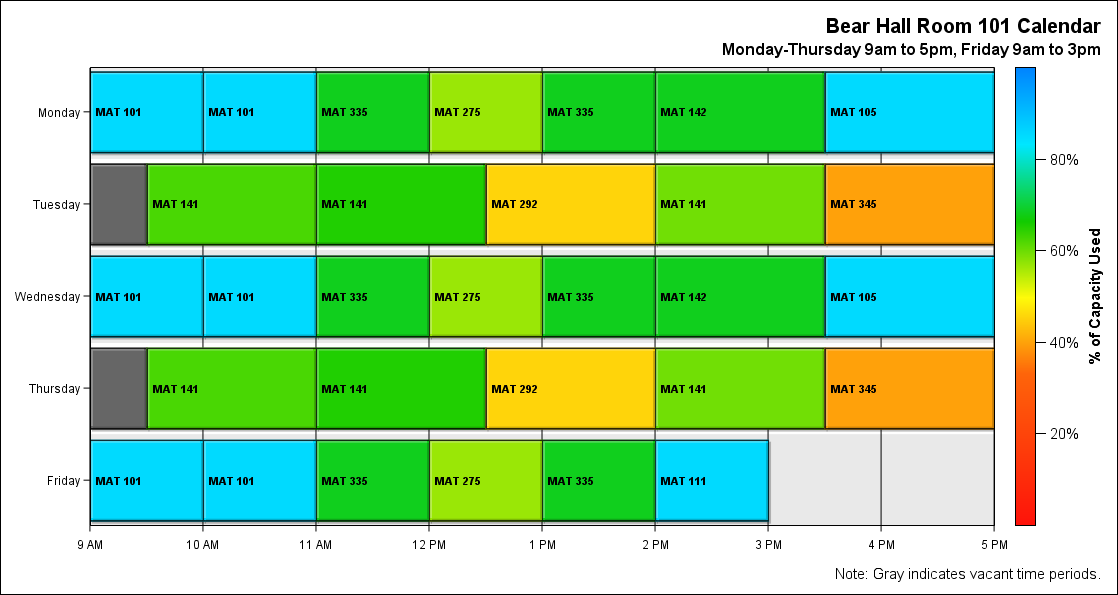 Bear Hall Room 101 Calendar
Monday-Thursday 9am to 5pm, Friday 9am to 3pm
Monday
MAT 101
MAT 101
MAT 335
MAT 275
MAT 335
MAT 142
MAT 105
Tuesday
MAT 141
MAT 141
MAT 292
MAT 141
MAT 345
Wednesday
MAT 101
MAT 101
MAT 335
MAT 275
MAT 335
MAT 142
MAT 105
Thursday
MAT 141
MAT 141
MAT 292
MAT 141
MAT 345
Friday
MAT 101
MAT 101
MAT 335
MAT 275
MAT 335
MAT 111
9 AM
10 AM
11 AM
12 PM
1 PM
2 PM
3 PM
4 PM
5 PM
80%
60%
40%
20%
% of Capacity Used
Note: Gray indicates vacant time periods.